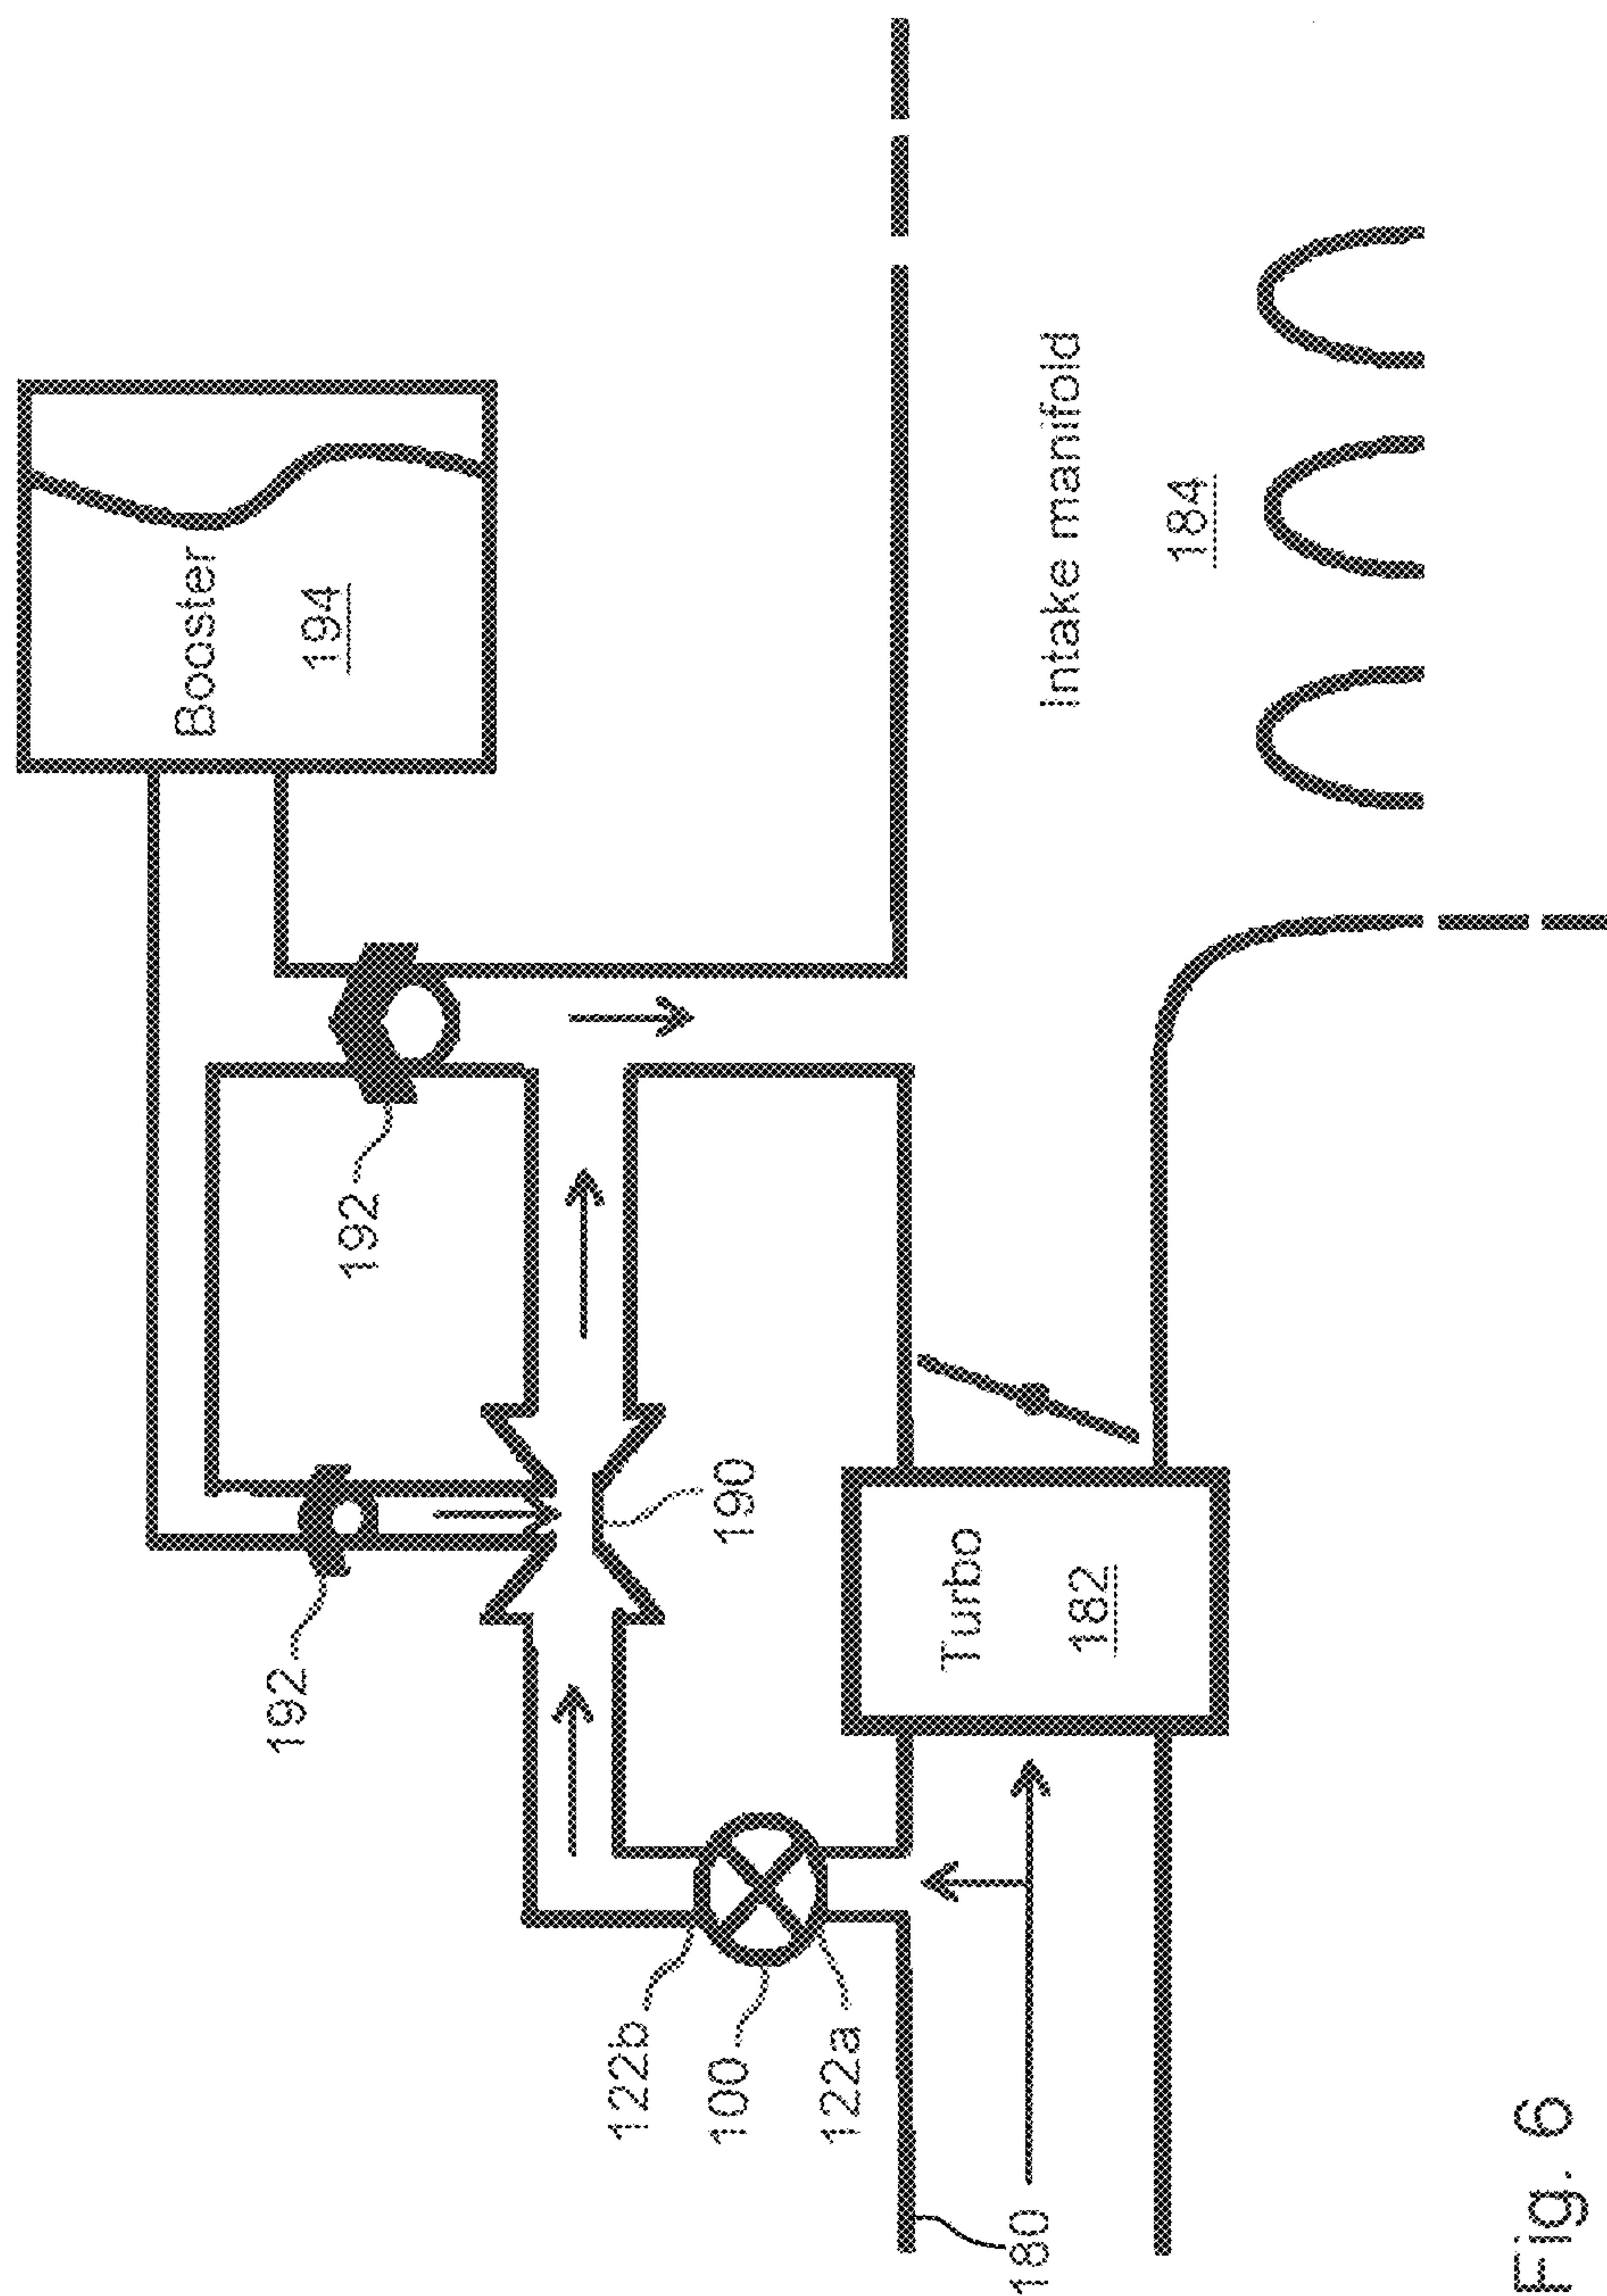 Booster
194
192
192
190
122b
100
122a
180
Turbo
182
Intake manifold
184
Fig. 6